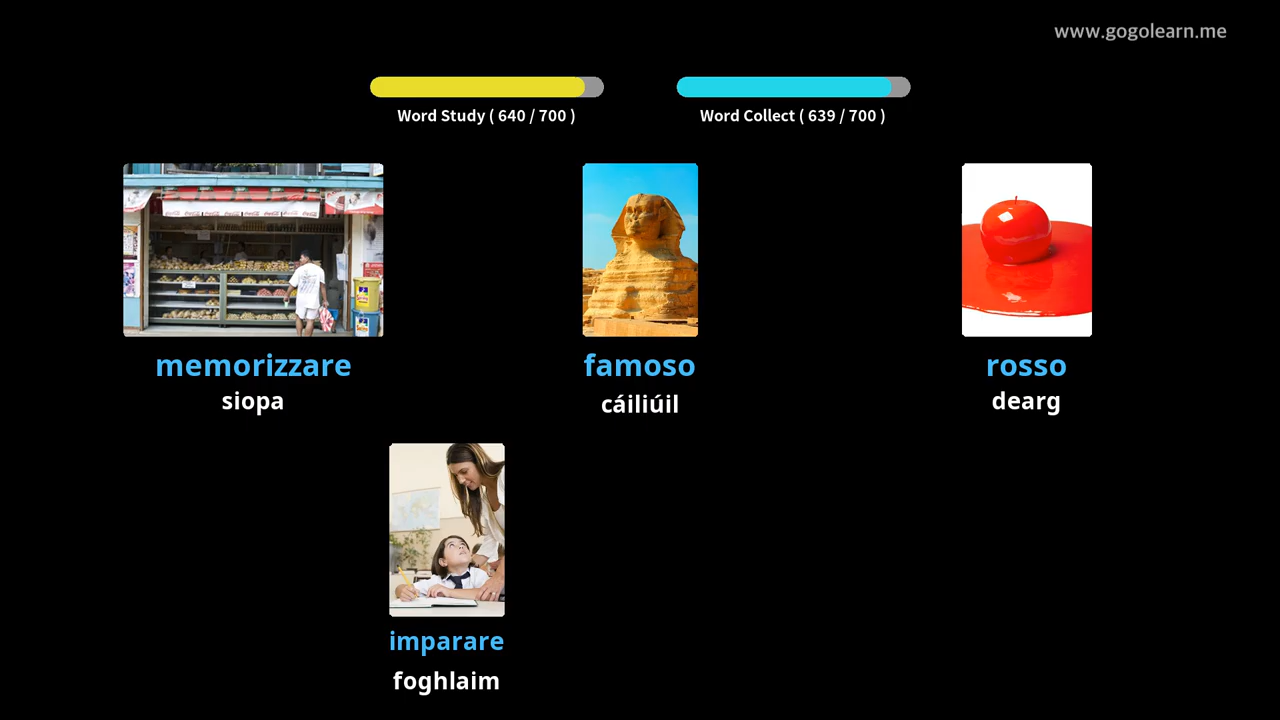 www.gogolearn.me
Word Study ( 640 / 700 )
Word Collect ( 639 / 700 )
memorizzare
famoso
rosso
siopa
cáiliúil
dearg
imparare
foghlaim